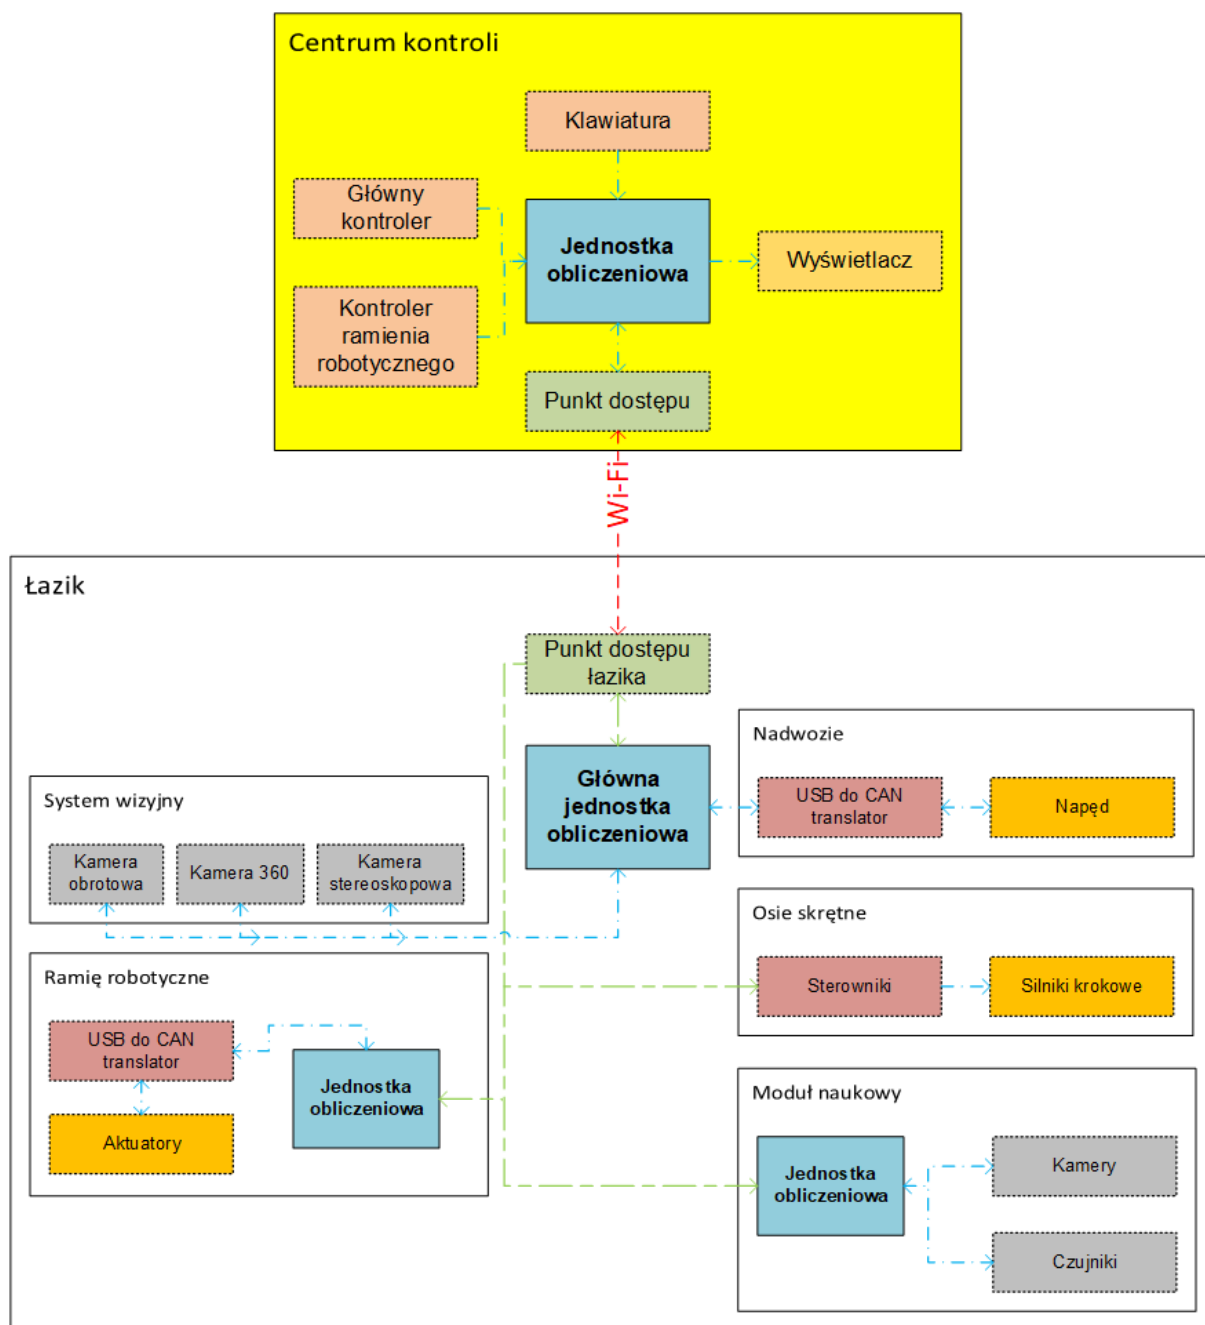 Centrum kontroli
Klawiatura
Główny
kontroler
Jednostka
obliczeniowa
Wyświetlacz
Kontroler
ramienia
robotycznego
Punkt dostępu
Wi-Fi
Łazik
Punkt dostępu
łazika
Główna
jednostka
obliczeniowa
Nadwozie
USB do CAN
translator
Napęd
System wizyjny
Kamera
obrotowa
Kamera 360
Kamera
stereoskopowa
Osie skrętne
Sterowniki
Silniki krokowe
Ramię robotyczne
USB do CAN
translator
Jednostka
obliczeniowa
Aktuatory
Moduł naukowy
Jednostka
obliczeniowa
Kamery
Czujniki